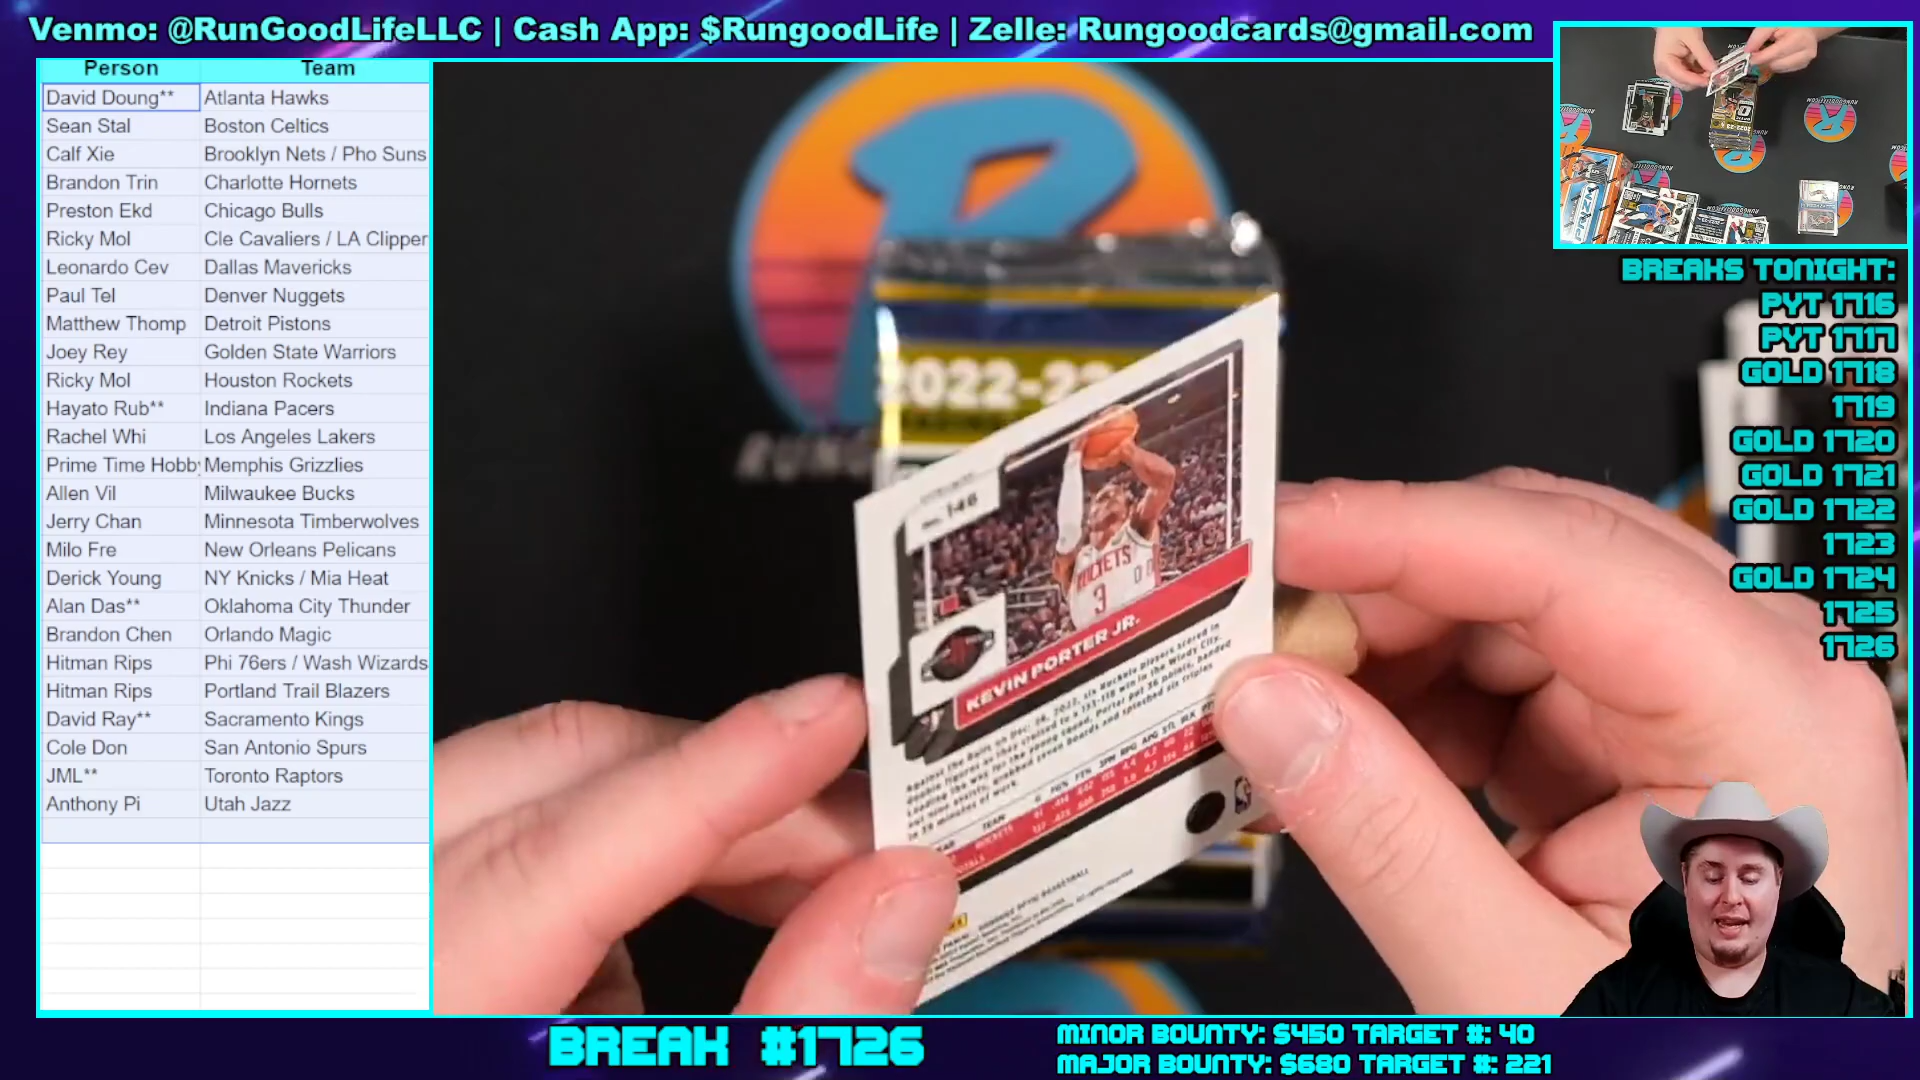 Venmo: @RunGoodLifeLLC | Cash App: $RungoodLife | Zelle: Rungoodcards@gmail.com
Person Team
David Doung** Atlanta Hawks
Sean Stal Boston Celtics
Calf Xie Brooklyn Nets / Pho Suns
Brandon Trin Charlotte Hornets
Preston Ekd Chicago Bulls
Ricky Mol Cle Cavaliers / LA Clipper
Leonardo Cev Dallas Mavericks
Paul Tel Denver Nuggets
Matthew Thomp Detroit Pistons
Joey Rey Golden State Warriors
Ricky Mol Houston Rockets
Hayato Rub** Indiana Pacers
Rachel Whi Los Angeles Lakers
Prime Time Hobby Memphis Grizzlies
Allen Vil Milwaukee Bucks
Jerry Chan Minnesota Timberwolves
Milo Fre New Orleans Pelicans
Derick Young NY Knicks / Mia Heat
Alan Das** Oklahoma City Thunder
Brandon Chen Orlando Magic
Hitman Rips Phi 76ers / Wash Wizards
Hitman Rips Portland Trail Blazers
David Ray** Sacramento Kings
Cole Don San Antonio Spurs
JML** Toronto Raptors
Anthony Pi Utah Jazz
2022-23
No. 146
ROCKETS
3
KEVIN PORTER JR.
BREAKS TONIGHT:
PYT 1716
PYT 1717
GOLD 1718
1719
GOLD 1720
GOLD 1721
GOLD 1722
1723
GOLD 1724
1725
1726
BREAK #1726
MINOR BOUNTY: $450 TARGET #: 40
MAJOR BOUNTY: $680 TARGET #: 221